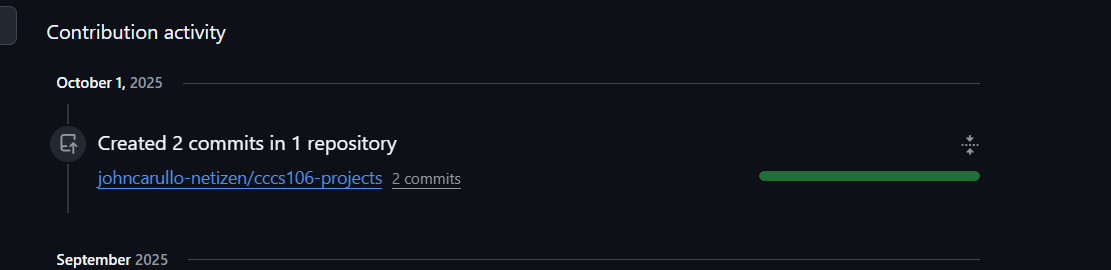 Contribution activity
October 1, 2025
Created 2 commits in 1 repository
johncarullo-netizen/cccs106-projects 2 commits
September 2025